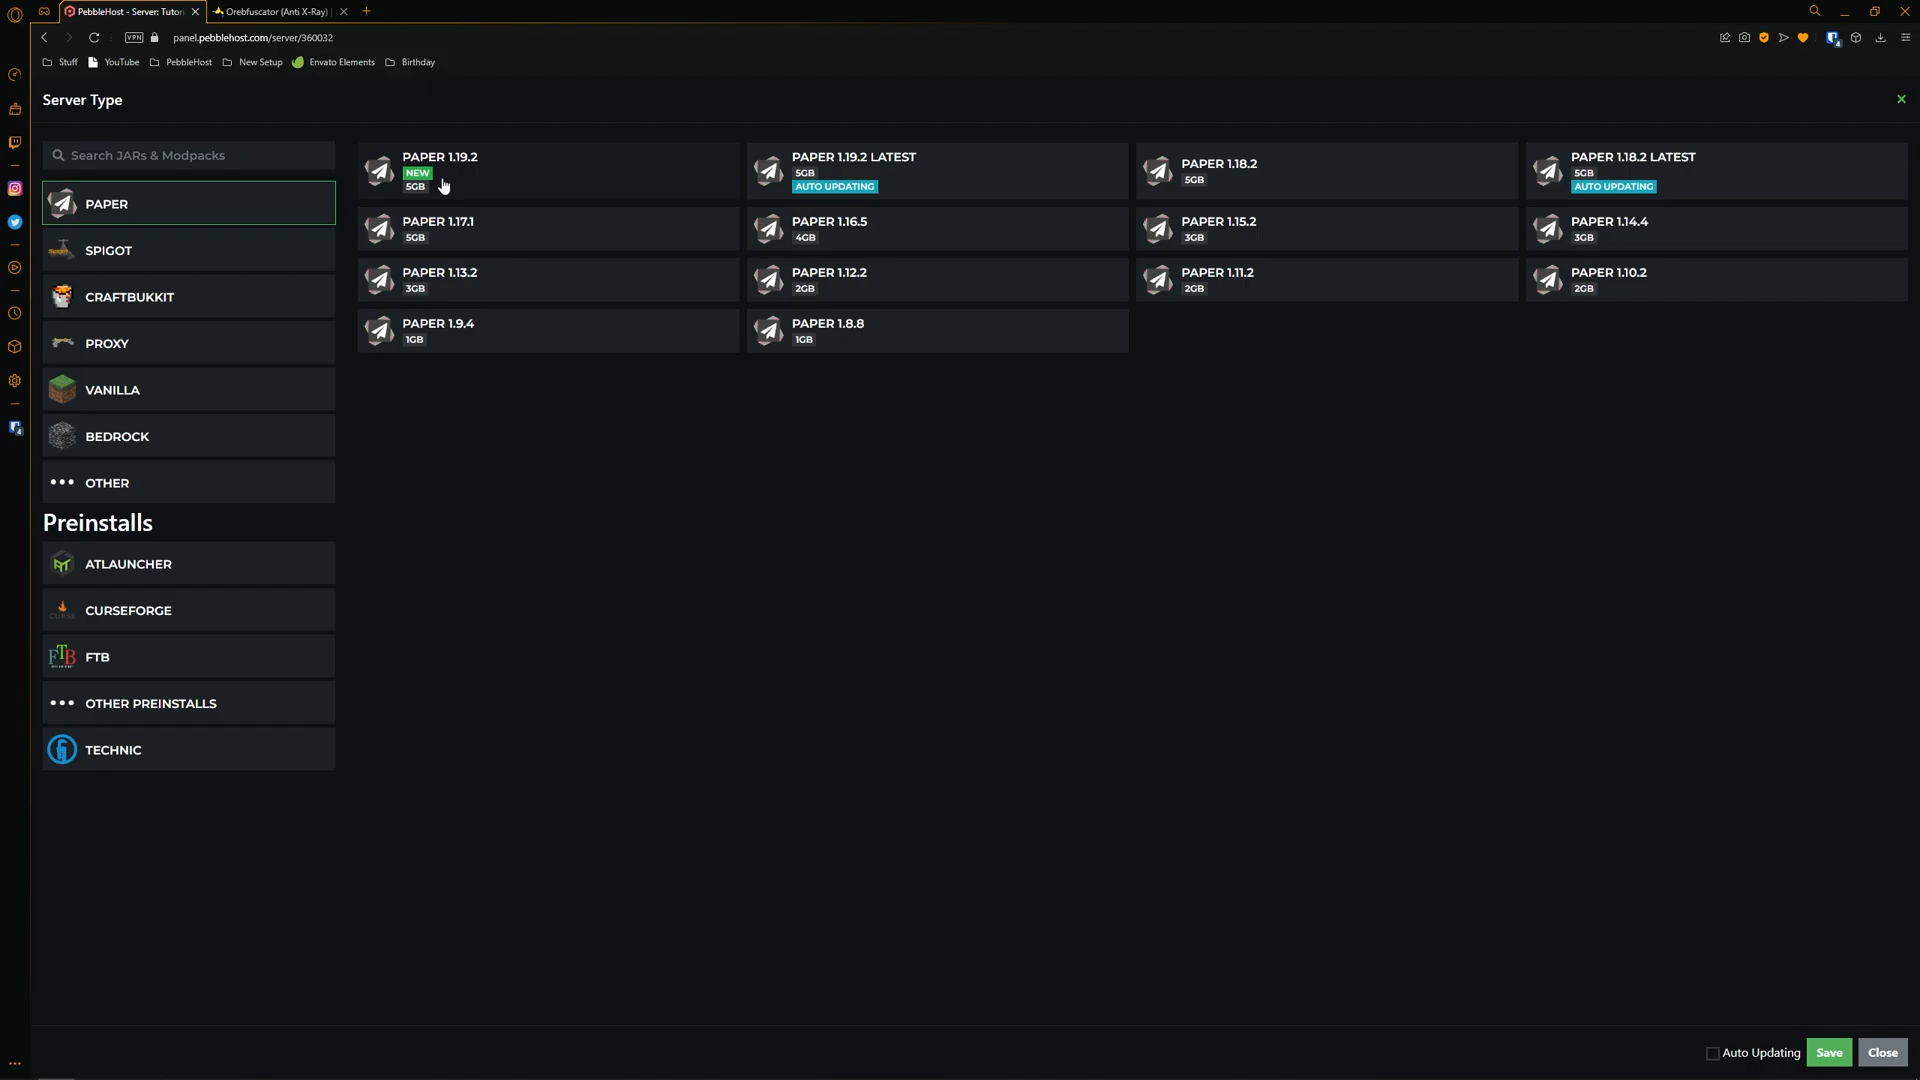 PebbleHost - Server: Tutori
Orebfuscator (Anti X-Ray) |
VPN
panel.pebblehost.com/server/360032
Stuff
YouTube
PebbleHost
New Setup
Envato Elements
Birthday
Server Type
Search JARs & Modpacks
PAPER
SPIGOT
CRAFTBUKKIT
PROXY
VANILLA
BEDROCK
OTHER
Preinstalls
ATLAUNCHER
CURSEFORGE
FTB
OTHER PREINSTALLS
TECHNIC
PAPER 1.19.2
NEW
5GB
PAPER 1.19.2 LATEST
5GB
AUTO UPDATING
PAPER 1.18.2
5GB
PAPER 1.18.2 LATEST
5GB
AUTO UPDATING
PAPER 1.17.1
5GB
PAPER 1.16.5
4GB
PAPER 1.15.2
3GB
PAPER 1.14.4
3GB
PAPER 1.13.2
3GB
PAPER 1.12.2
2GB
PAPER 1.11.2
2GB
PAPER 1.10.2
2GB
PAPER 1.9.4
1GB
PAPER 1.8.8
1GB
Auto Updating
Save
Close